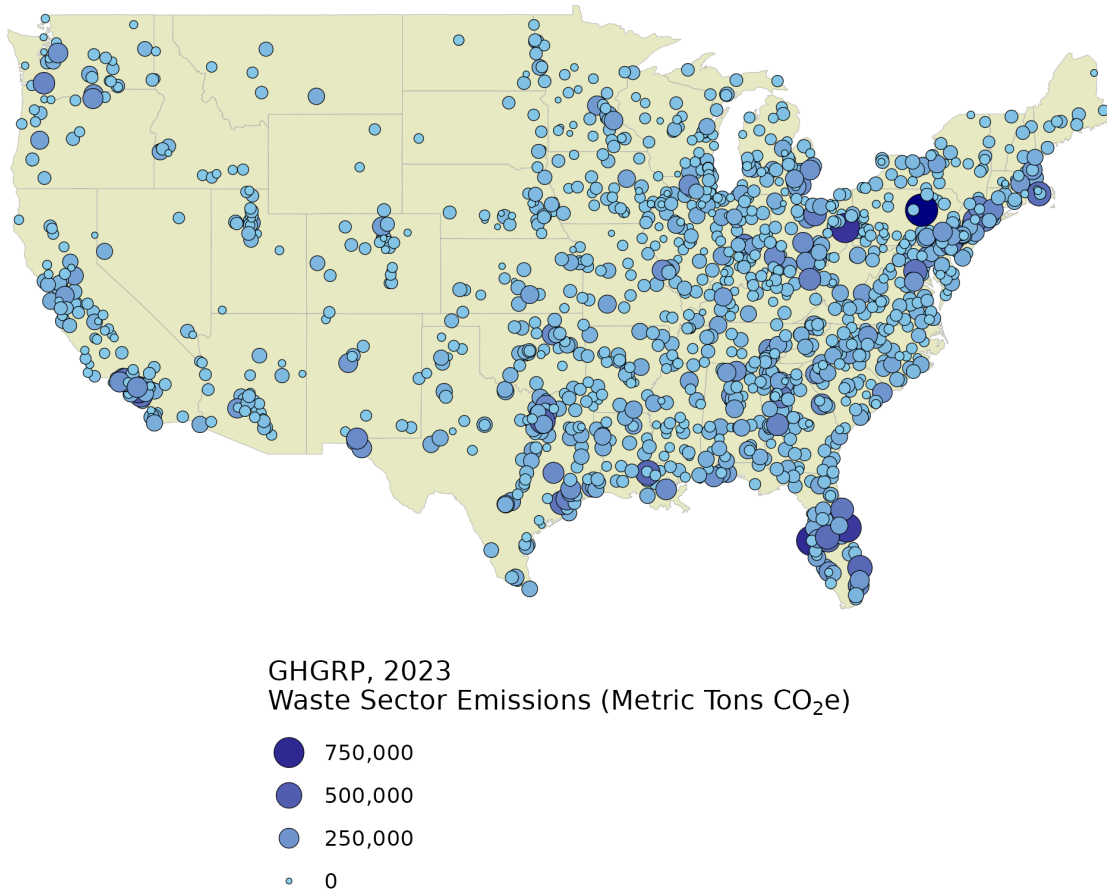 GHGRP, 2023
Waste Sector Emissions (Metric Tons CO₂e)
750,000
500,000
250,000
0